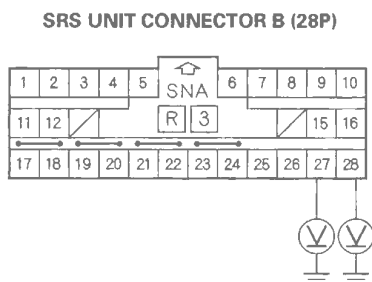 SRS UNIT CONNECTOR B (28P)
1 2 3 4 5 SNA 6 7 8 9 10
11 12 R 3 15 16
17 18 19 20 21 22 23 24 25 26 27 28
V V